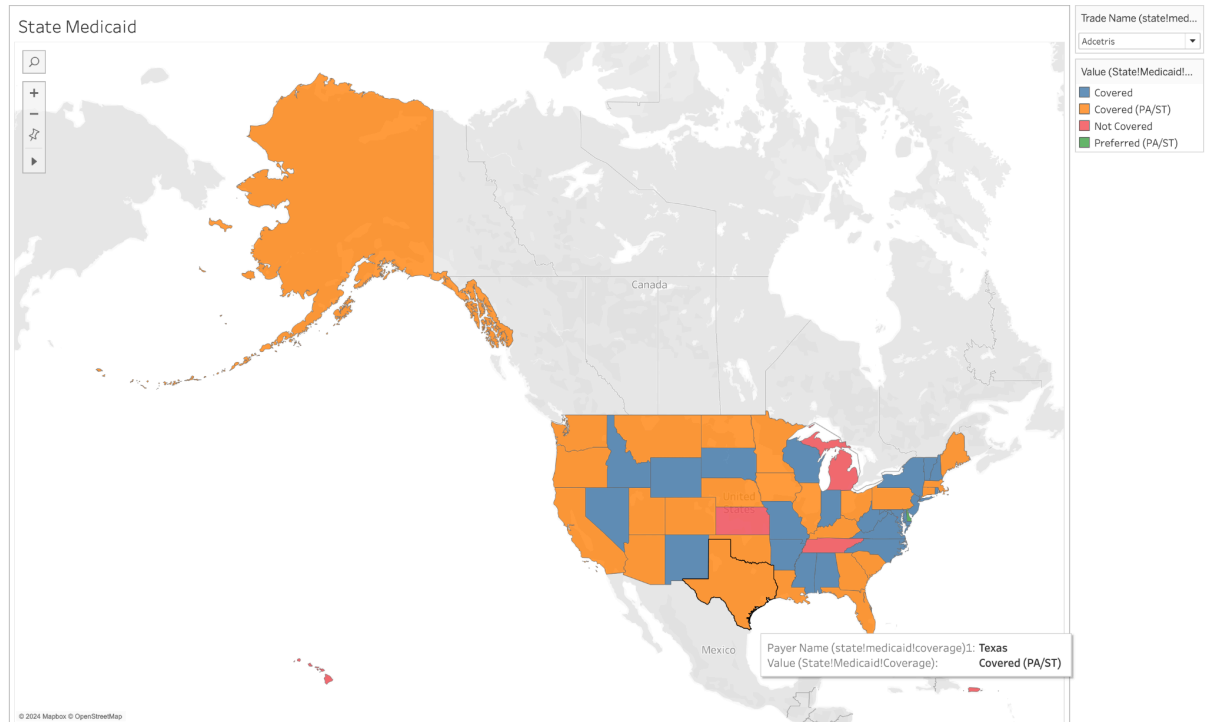 State Medicaid
Trade Name (state!med...
Adcetris
Value (State!Medicaid!...
Covered
Covered (PA/ST)
Not Covered
Preferred (PA/ST)
Canada
United
States
Mexico
Payer Name (state!medicaid!coverage)1: Texas
Value (State!Medicaid!Coverage): Covered (PA/ST)
© 2024 Mapbox © OpenStreetMap